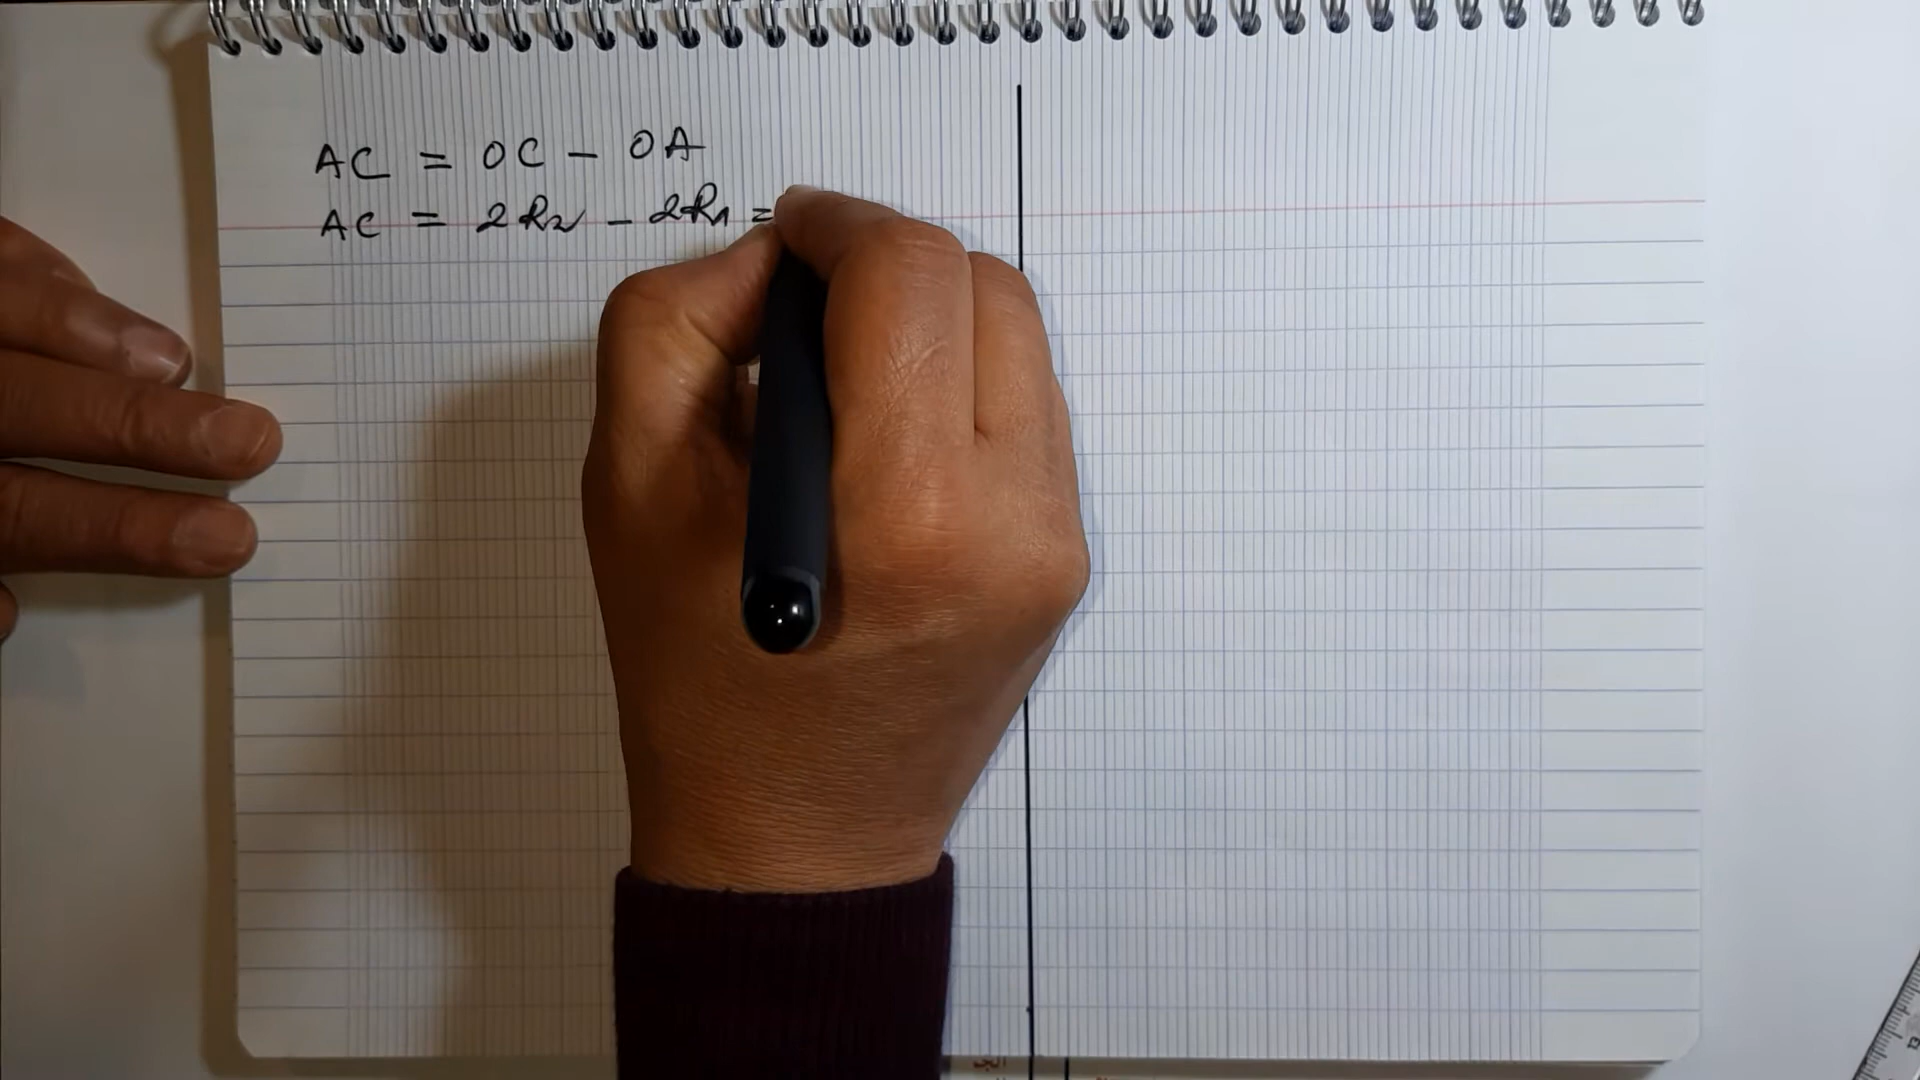 AC = OC - OA
AC = 2R2 - 2R1 =